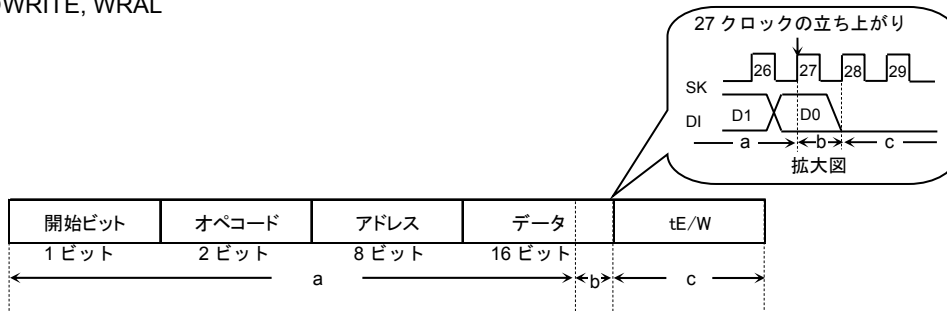 WRITE, WRAL
27 クロックの立ち上がり
SK 26 27 28 29
DI D1 D0
a b c
拡大図
開始ビット オペコード アドレス データ tE/W
1 ビット 2 ビット 8 ビット 16 ビット
a b c